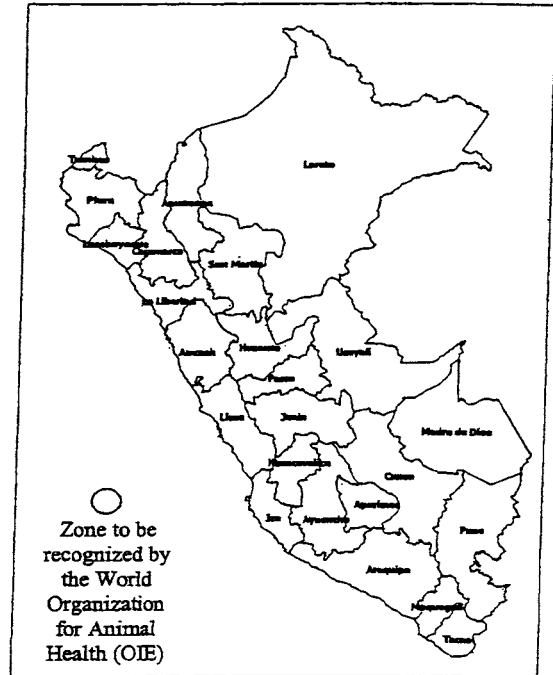 Tumbes
Loreto
Piura
Amazonas
Lambayeque
Cajamarca
San Martin
La Libertad
Ancash
Huanuco
Ucayali
Pasco
Lima
Junin
Madre de Dios
Huancavelica
Cusco
Ica
Ayacucho
Apurimac
Puno
Arequipa
Moquegua
Tacna
Zone to be
recognized by
the World
Organization
for Animal
Health (OIE)